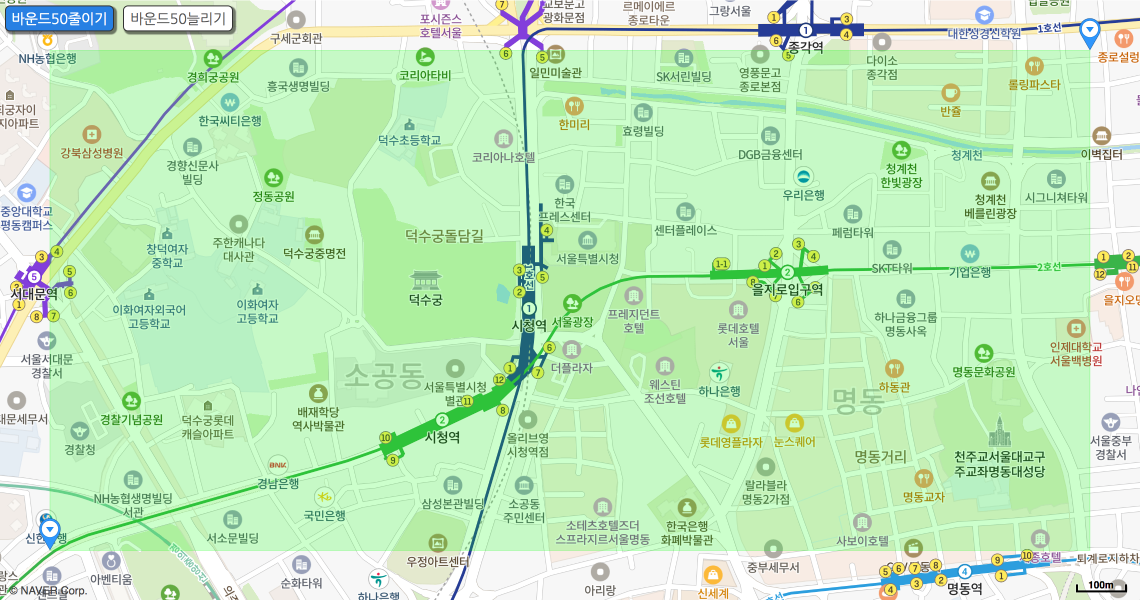 바운드50줄이기
바운드50늘리기
포시즌스
호텔서울
교보문고
광화문점
르메이에르
종로타운
그랑서울
구세군회관
NH농협은행
경희궁공원
흥국생명빌딩
코리아타비
일민미술관
SK서린빌딩
영풍문고
종로본점
종각역
다이소
종각점
대한성경신학원
1호선
롤링파스타
한국씨티은행
한미리
효령빌딩
반쥴
강북삼성병원
경향신문사
빌딩
덕수초등학교
코리아나호텔
DGB금융센터
청계천
한빛광장
청계천
이벽집터
정동공원
한국
프레스센터
우리은행
청계천
베를린광장
시그니쳐타워
중앙대학교
평동캠퍼스
창덕여자
중학교
주한캐나다
대사관
덕수궁중명전
덕수궁돌담길
센터플레이스
페럼타워
서울특별시청
SKT타워
기업은행
2호선
서대문역
덕수궁
을지로입구역
이화여자외국어
고등학교
이화여자
고등학교
시청역
서울광장
프레지던트
호텔
롯데호텔
서울
하나금융그룹
명동사옥
인제대학교
서울백병원
서울서대문
경찰서
소공동
서울특별시청
별관
더플라자
웨스틴
조선호텔
하나은행
하동관
명동문화공원
명동
경찰기념공원
덕수궁롯데
캐슬아파트
배재학당
역사박물관
시청역
올리브영
시청역점
롯데영플라자
눈스퀘어
경찰청
명동거리
천주교서울대교구
주교좌명동대성당
서울중부
경찰서
NH농협생명빌딩
서관
BNK
경남은행
국민은행
삼성본관빌딩
소공동
주민센터
소테츠호텔즈더
스프라지르서울명동
한국은행
화폐박물관
랄라블라
명동2가점
명동교자
서소문빌딩
우정아트센터
사보이호텔
아벤티움
순화타워
하나은행
아리랑
신세계
중부세무서
명동역
퇴계로지하차
© NAVER Corp.
100m